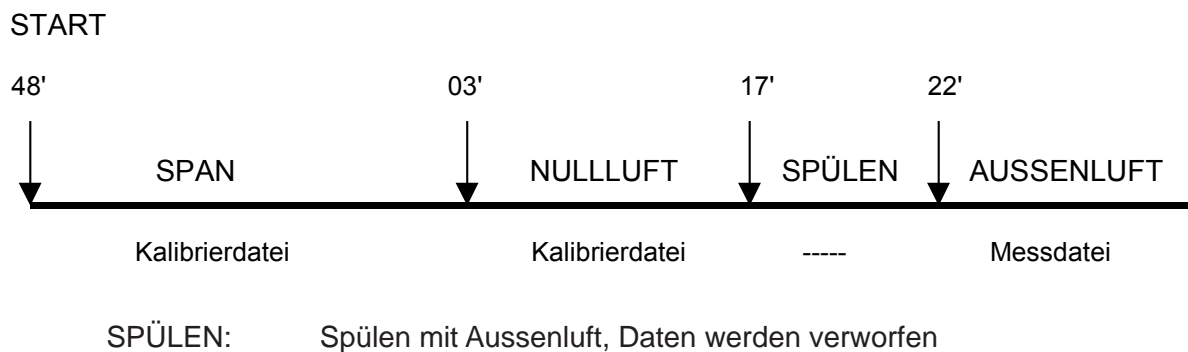 START
48' 03' 17' 22'
SPAN NULLLUFT SPÜLEN AUSSENLUFT
Kalibrierdatei Kalibrierdatei ----- Messdatei
SPÜLEN: Spülen mit Aussenluft, Daten werden verworfen